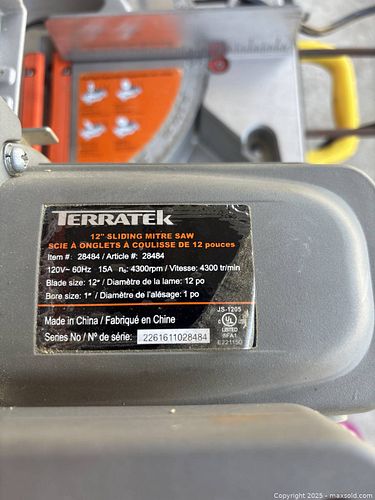 TERRATEK
12" SLIDING MITRE SAW
SCIE À ONGLETS À COULISSE DE 12 pouces
Item #: 28484 / Article #: 28484
120V~ 60Hz 15A n₀: 4300rpm / Vitesse: 4300 tr/min
Blade size: 12" / Diamètre de la lame: 12 po
Bore size: 1" / Diamètre de l'alésage: 1 po
JS-1205
Made in China / Fabriqué en Chine
c UL us
LISTED
Series No / Nº de série: 2261611028484
E221150
Copyright 2025 - maxsold.com